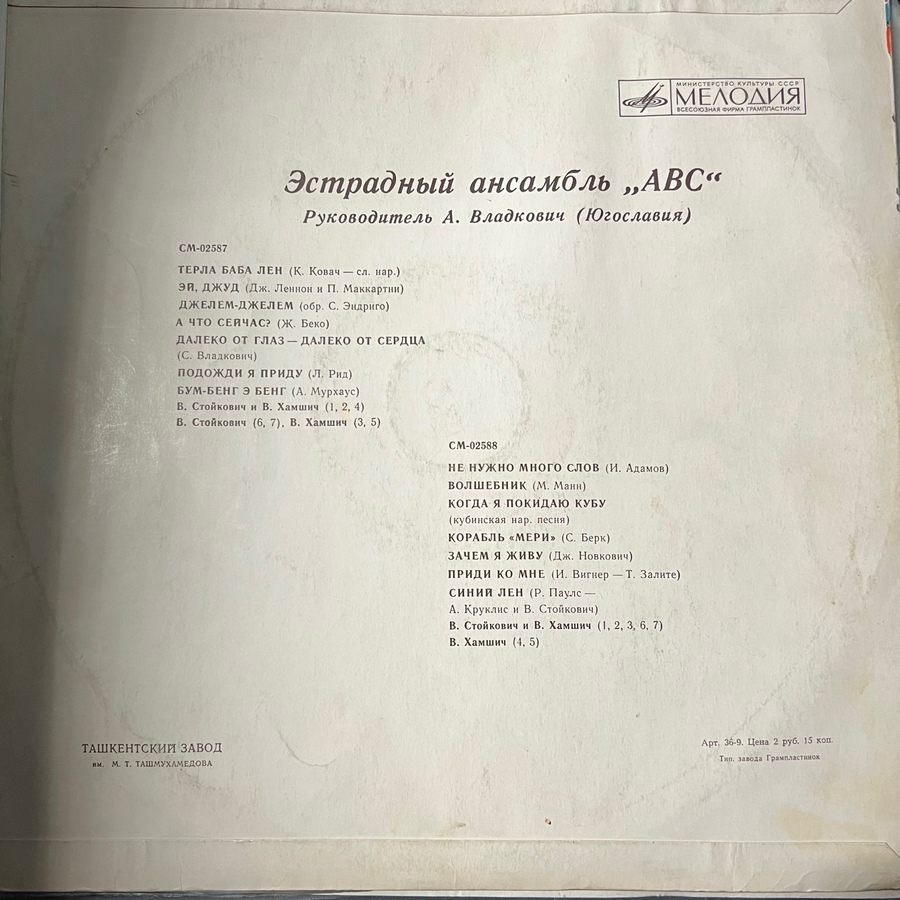 МИНИСТЕРСТВО КУЛЬТУРЫ СССР
МЕЛОДИЯ
ВСЕСОЮЗНАЯ ФИРМА ГРАМПЛАСТИНОК
Эстрадный ансамбль „АВС“
Руководитель А. Владкович (Югославия)
СМ-02587
ТЕРЛА БАБА ЛЕН (К. Ковач — сл. нар.)
ЭЙ, ДЖУД (Дж. Леннон и П. Маккартни)
ДЖЕЛЕМ-ДЖЕЛЕМ (обр. С. Эндриго)
А ЧТО СЕЙЧАС? (Ж. Беко)
ДАЛЕКО ОТ ГЛАЗ — ДАЛЕКО ОТ СЕРДЦА
(С. Владкович)
ПОДОЖДИ Я ПРИДУ (Л. Рид)
БУМ-БЕНГ Э БЕНГ (А. Мурхаус)
В. Стойкович и В. Хамшич (1, 2, 4)
В. Стойкович (6, 7), В. Хамшич (3, 5)
СМ-02588
НЕ НУЖНО МНОГО СЛОВ (И. Адамов)
ВОЛШЕБНИК (М. Манн)
КОГДА Я ПОКИДАЮ КУБУ
(кубинская нар. песня)
КОРАБЛЬ «МЕРИ» (С. Берк)
ЗАЧЕМ Я ЖИВУ (Дж. Новкович)
ПРИДИ КО МНЕ (И. Вигнер — Т. Залите)
СИНИЙ ЛЕН (Р. Паулс —
А. Круклис и В. Стойкович)
В. Стойкович и В. Хамшич (1, 2, 3, 6, 7)
В. Хамшич (4, 5)
ТАШКЕНТСКИЙ ЗАВОД
им. М. Т. ТАШМУХАМЕДОВА
Арт. 36-9. Цена 2 руб. 15 коп.
Тип. завода Грампластинок